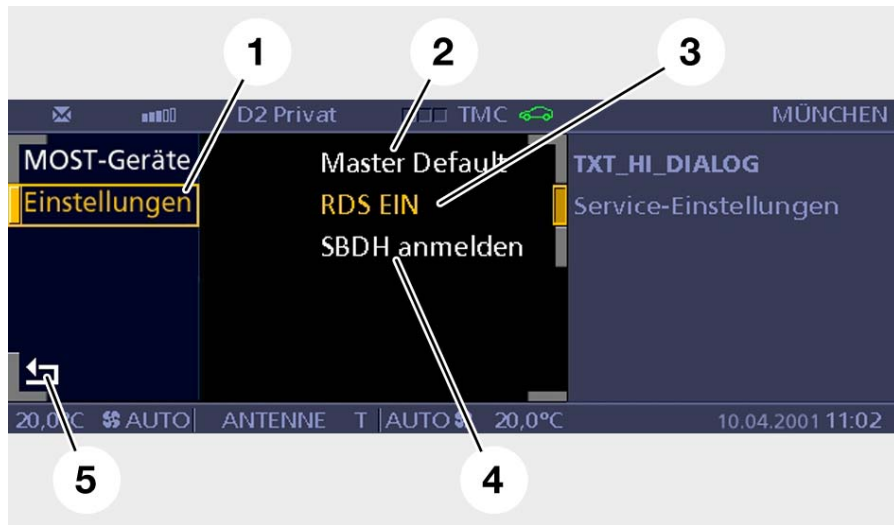 1 2 3
D2 Privat TMC MÜNCHEN
MOST-Geräte Master Default TXT_HI_DIALOG
Einstellungen RDS EIN Service-Einstellungen
SBDH anmelden
20,0°C AUTO ANTENNE T AUTO 20,0°C 10.04.2001 11:02
5 4